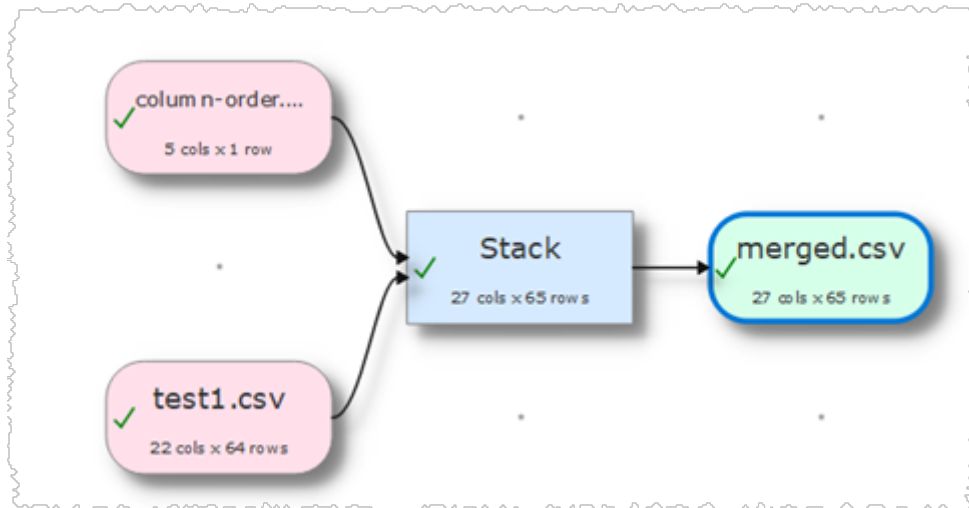 column-order....
5 cols x 1 row
Stack
27 cols x 65 rows
merged.csv
27 cols x 65 rows
test1.csv
22 cols x 64 rows